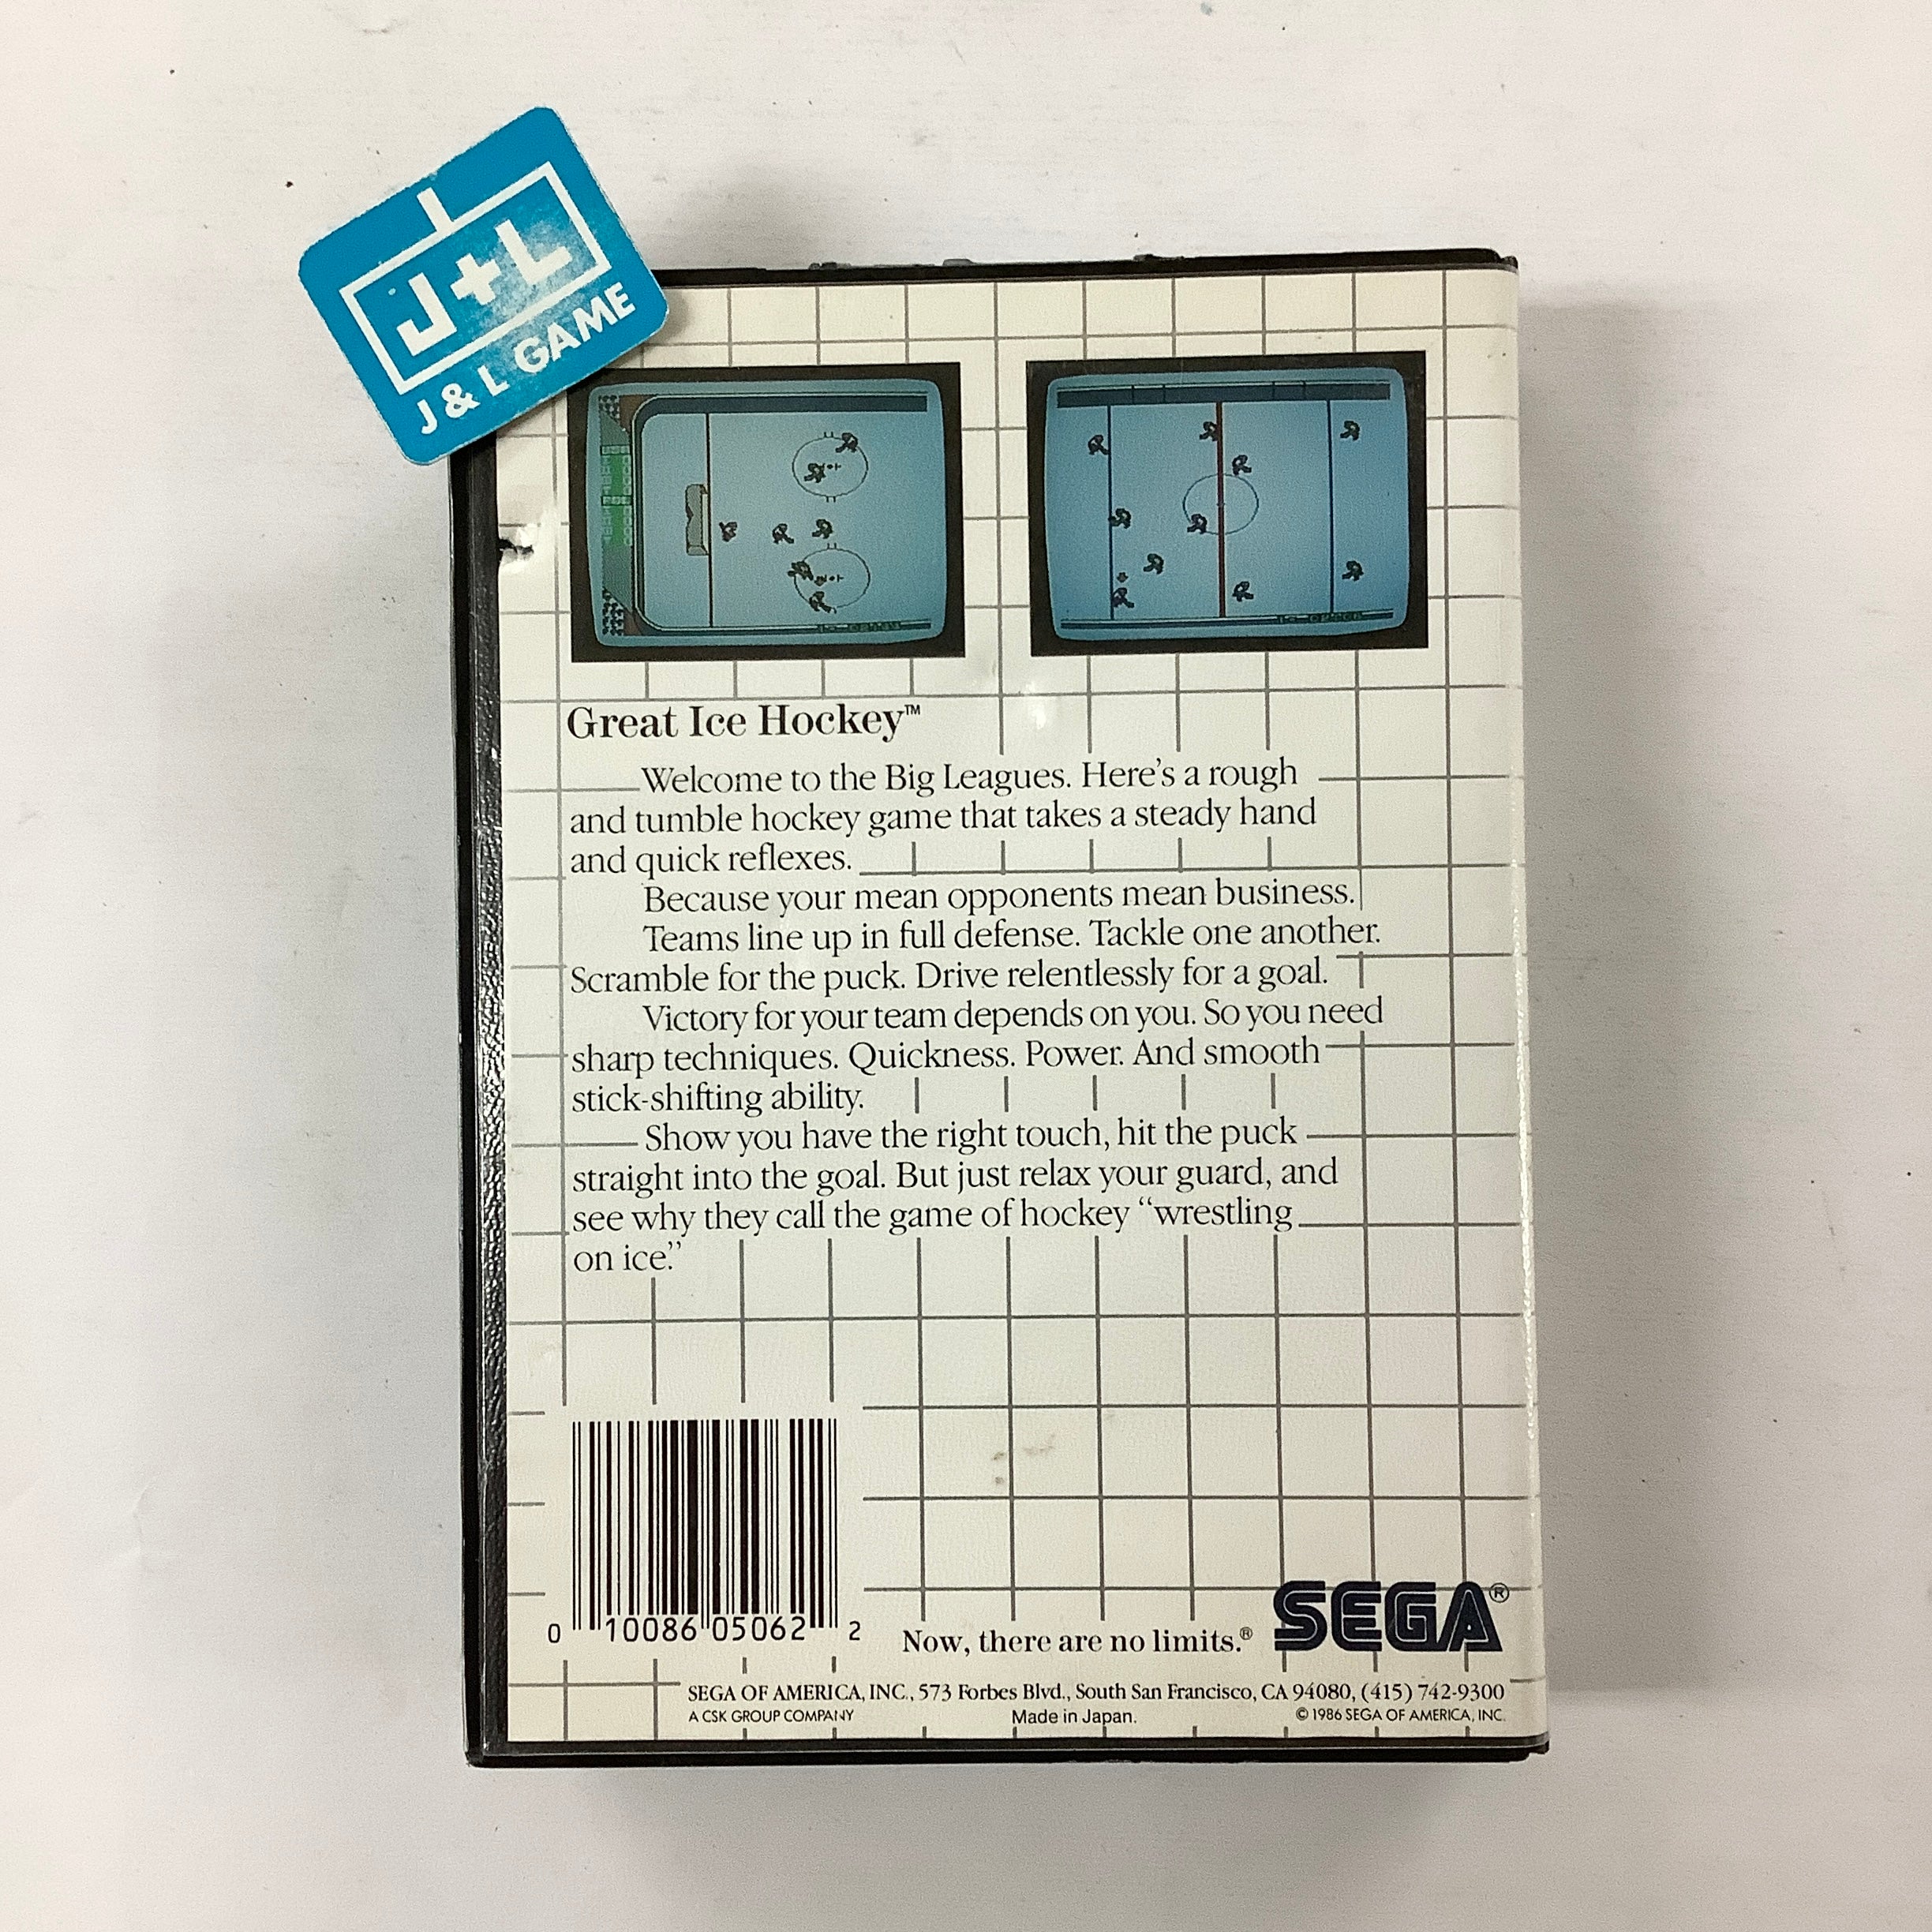 J+L
J & L GAME
Great Ice Hockey™
Welcome to the Big Leagues. Here's a rough
and tumble hockey game that takes a steady hand
and quick reflexes.
Because your mean opponents mean business.
Teams line up in full defense. Tackle one another.
Scramble for the puck. Drive relentlessly for a goal.
Victory for your team depends on you. So you need
sharp techniques. Quickness. Power. And smooth
stick-shifting ability.
Show you have the right touch, hit the puck
straight into the goal. But just relax your guard, and
see why they call the game of hockey “wrestling
on ice.”
0 10086 05062 2
Now, there are no limits.® SEGA®
SEGA OF AMERICA, INC., 573 Forbes Blvd., South San Francisco, CA 94080, (415) 742-9300
A CSK GROUP COMPANY Made in Japan. © 1986 SEGA OF AMERICA, INC.